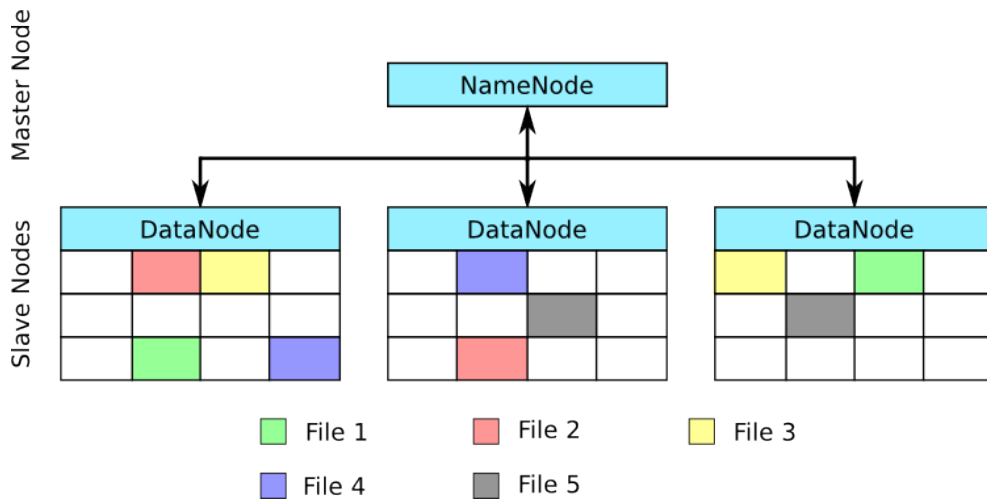 Master Node
NameNode
Slave Nodes
DataNode
DataNode
DataNode
File 1
File 2
File 3
File 4
File 5